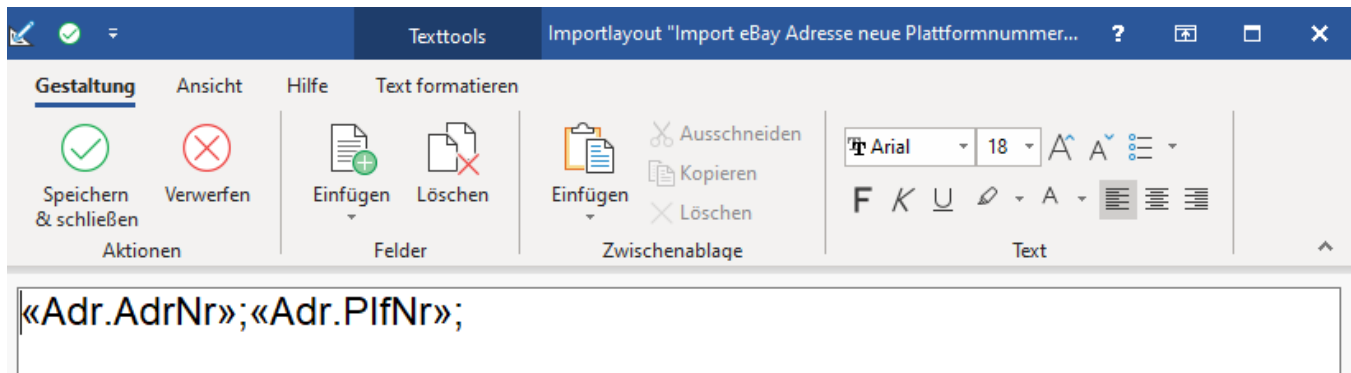 Texttools Importlayout "Import eBay Adresse neue Plattformnummer... ?
Gestaltung Ansicht Hilfe Text formatieren
Speichern & schließen
Verwerfen
Aktionen
Einfügen
Löschen
Felder
Einfügen
Ausschneiden
Kopieren
Löschen
Zwischenablage
Arial 18
F K U A
Text
«Adr.AdrNr»;«Adr.PlfNr»;